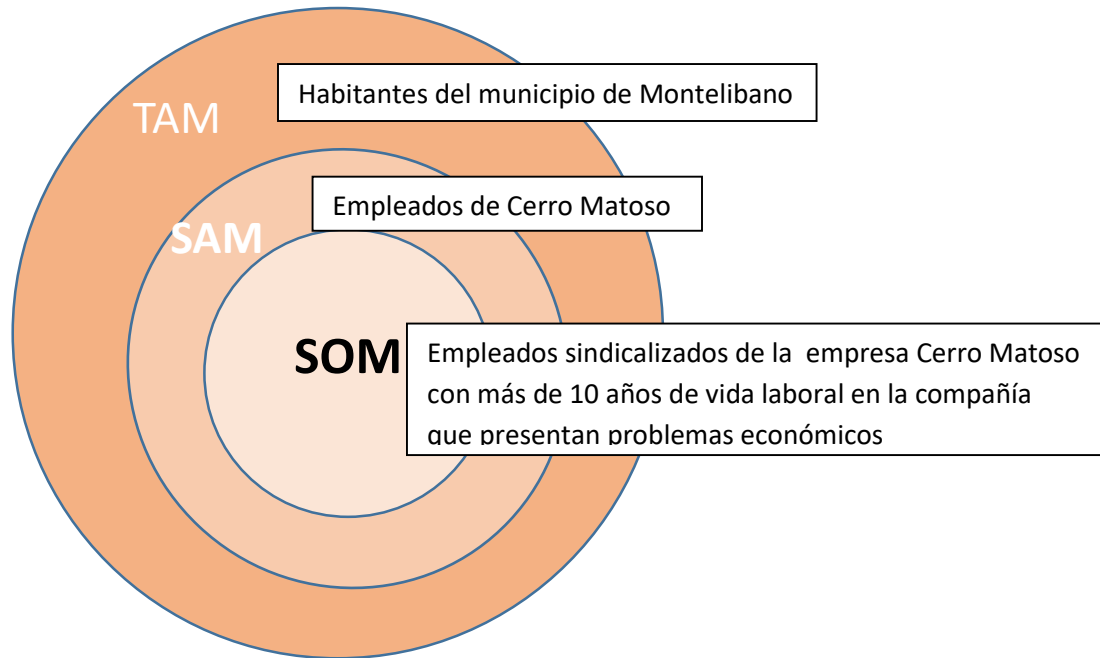 TAM
Habitantes del municipio de Montelibano
SAM
Empleados de Cerro Matoso
SOM
Empleados sindicalizados de la  empresa Cerro Matoso
con más de 10 años de vida laboral en la compañía
que presentan problemas económicos